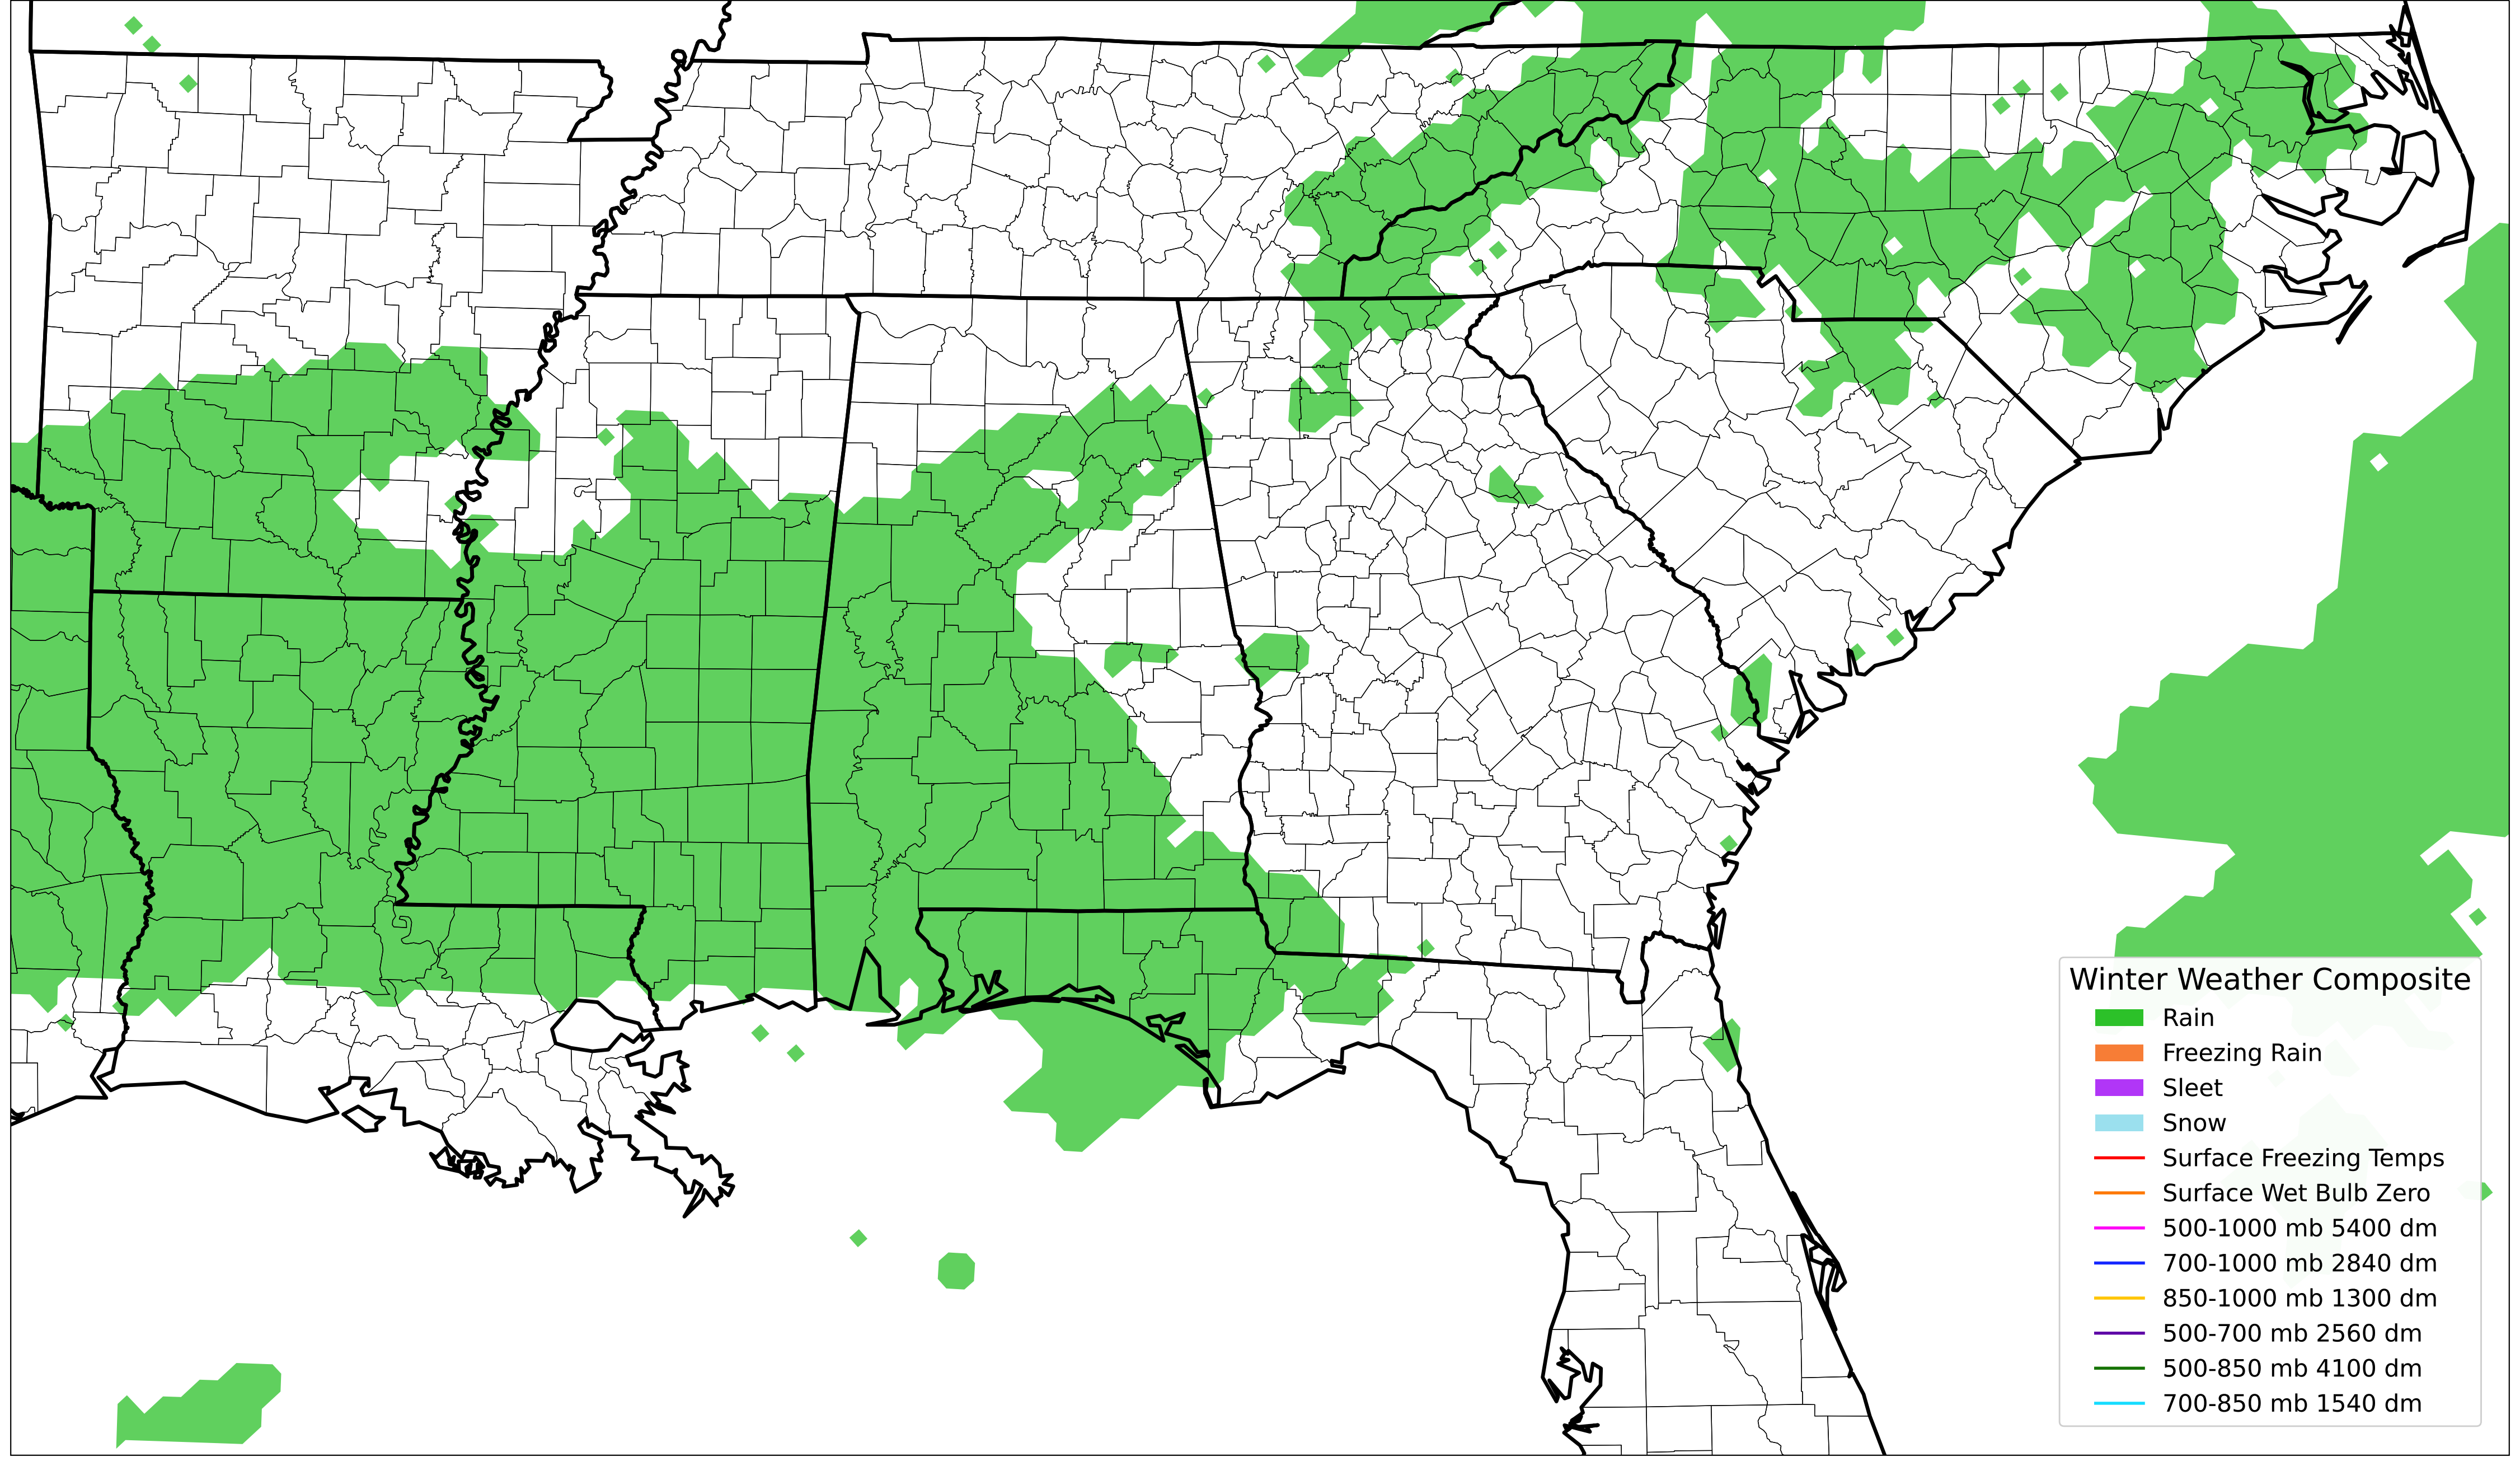 Winter Weather Composite
Rain
Freezing Rain
Sleet
Snow
Surface Freezing Temps
Surface Wet Bulb Zero
500-1000 mb 5400 dm
700-1000 mb 2840 dm
850-1000 mb 1300 dm
500-700 mb 2560 dm
500-850 mb 4100 dm
700-850 mb 1540 dm